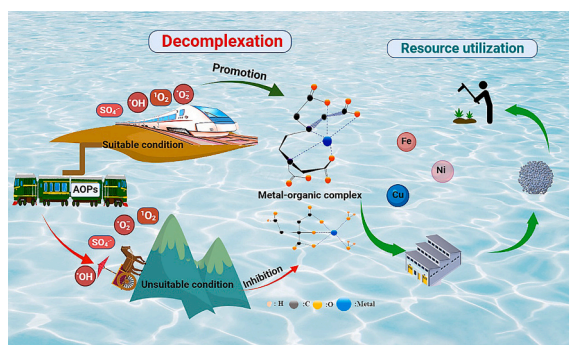 Decomplexation
Resource utilization
Promotion
SO₄·⁻
·OH
¹O₂
·O₂⁻
Suitable condition
AOPs
Metal-organic complex
Fe
Ni
Cu
·O₂⁻
¹O₂
SO₄·⁻
·OH
Unsuitable condition
Inhibition
: H :C :O :Metal